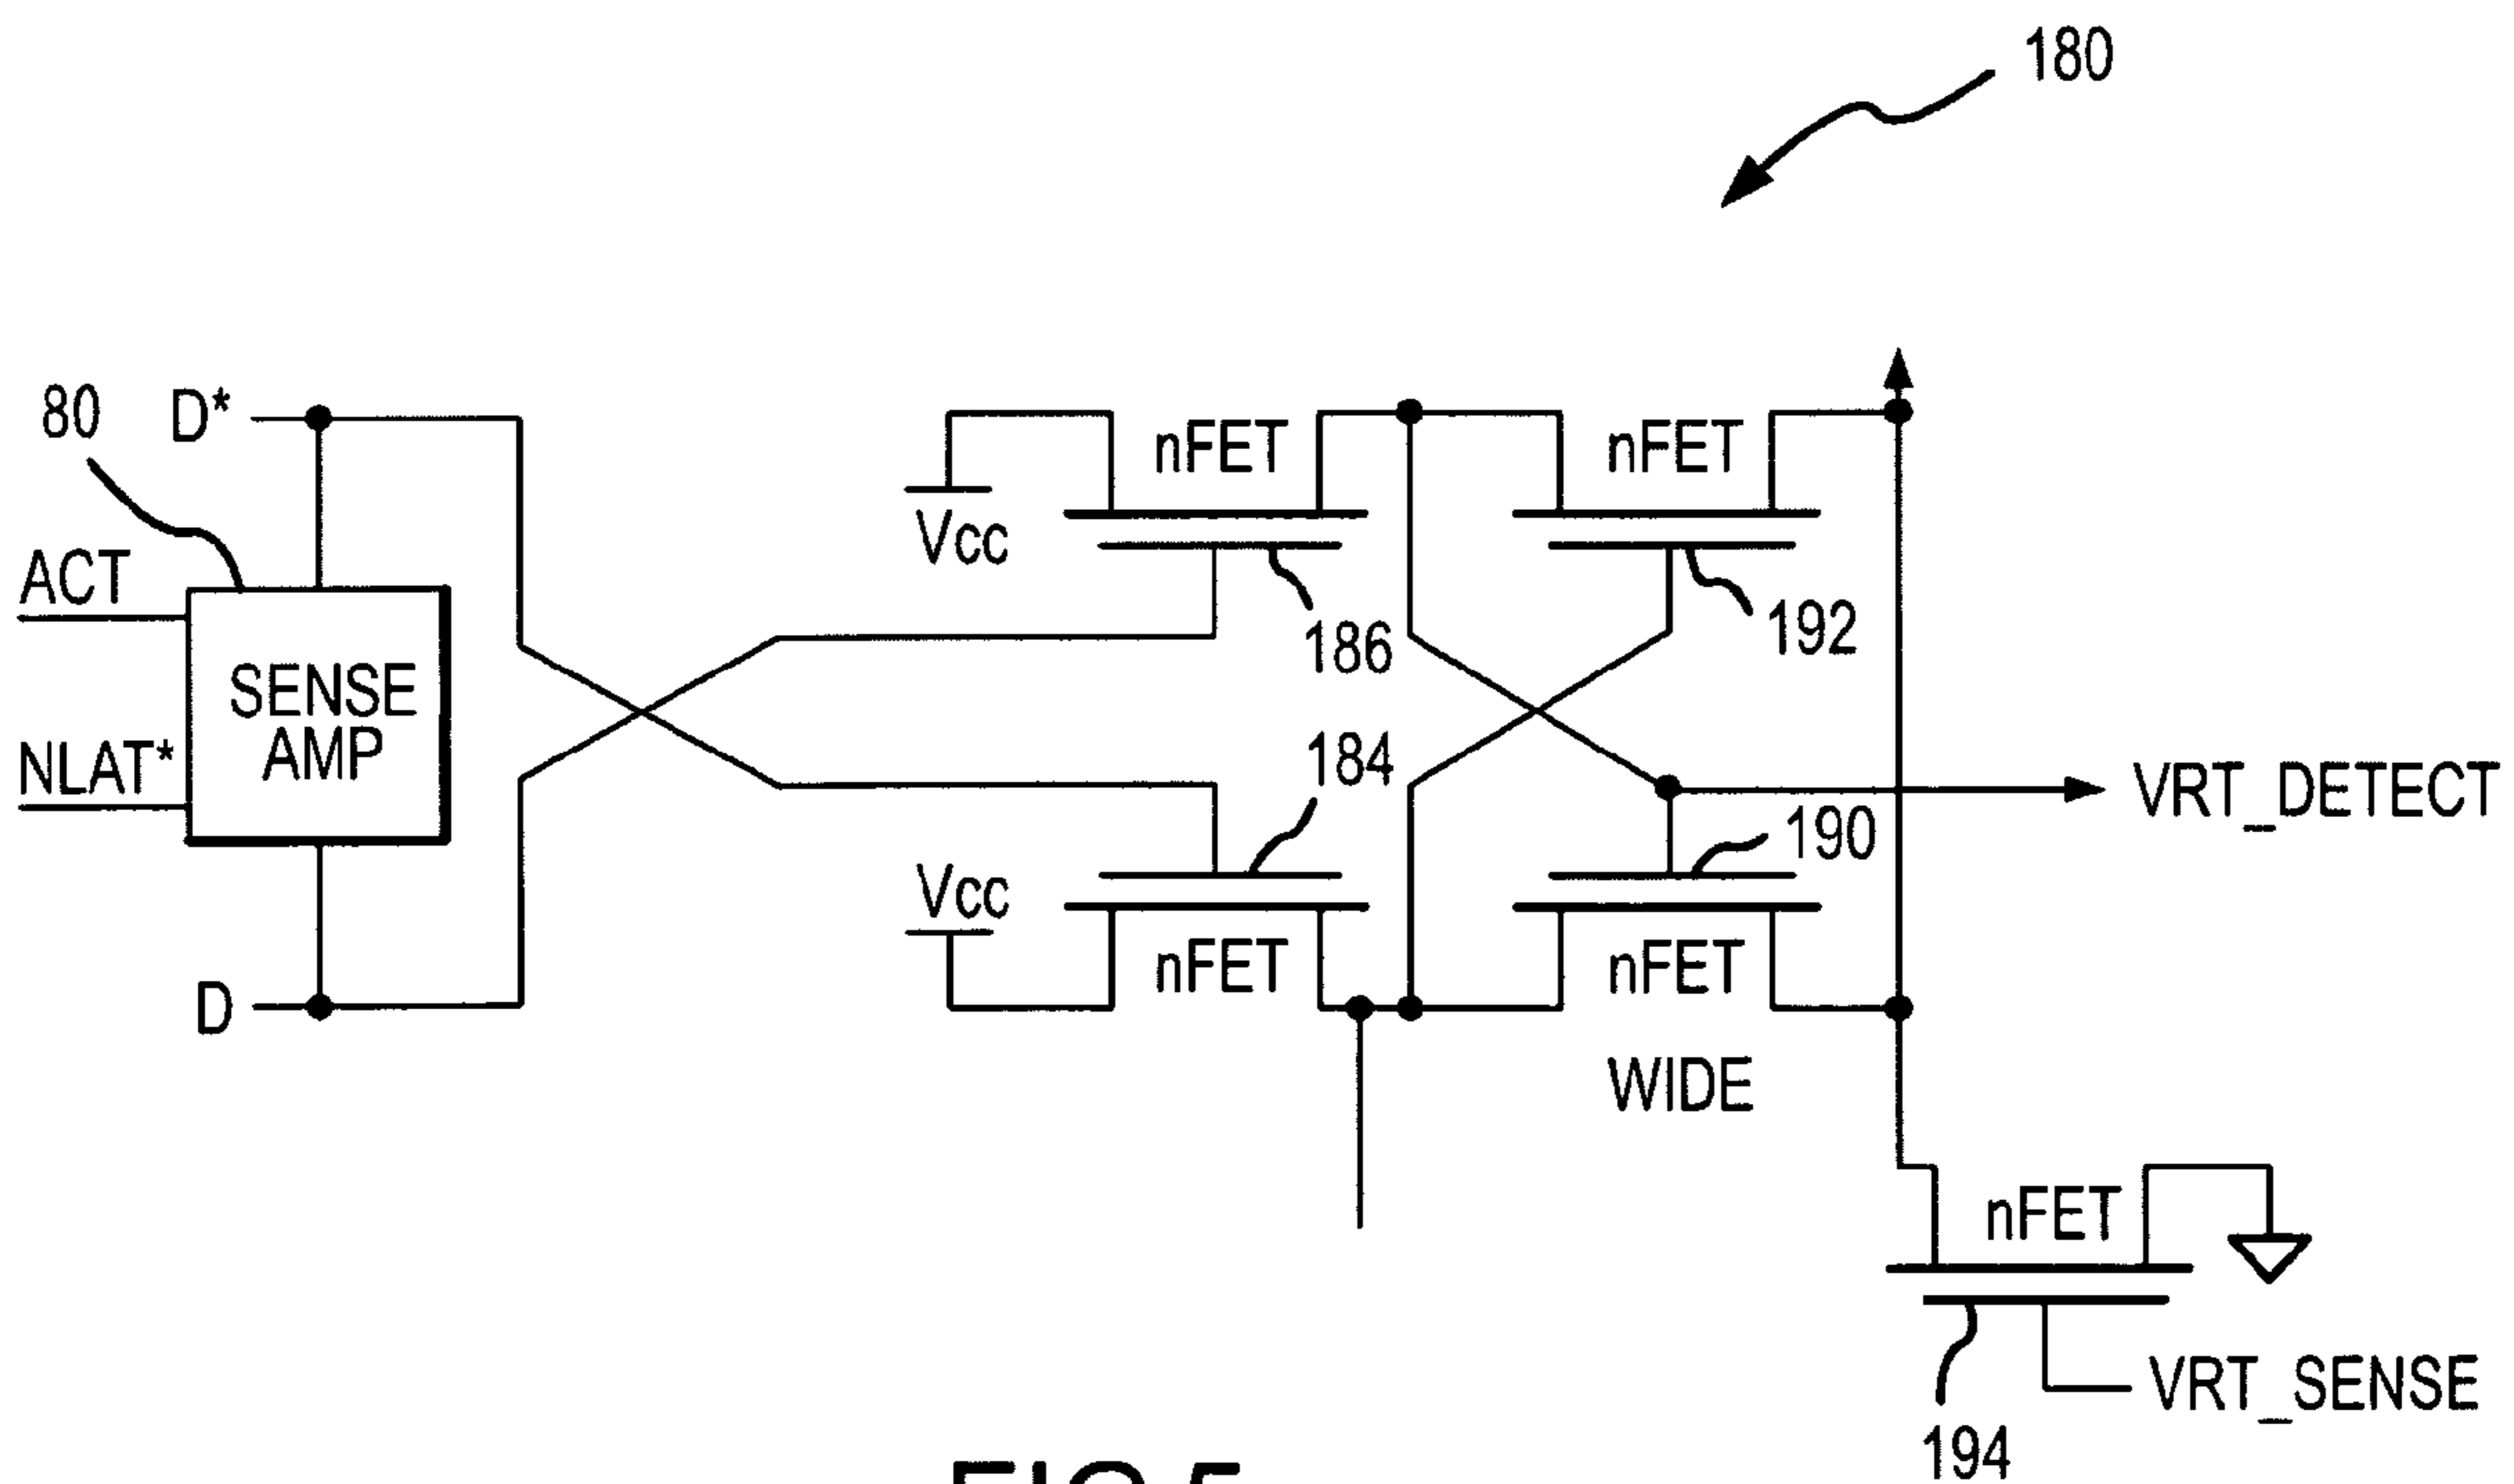 180
80
D*
nFET
nFET
Vcc
ACT
186
192
SENSE
AMP
NLAT*
184
VRT_DETECT
190
Vcc
nFET
nFET
D
WIDE
nFET
VRT_SENSE
194